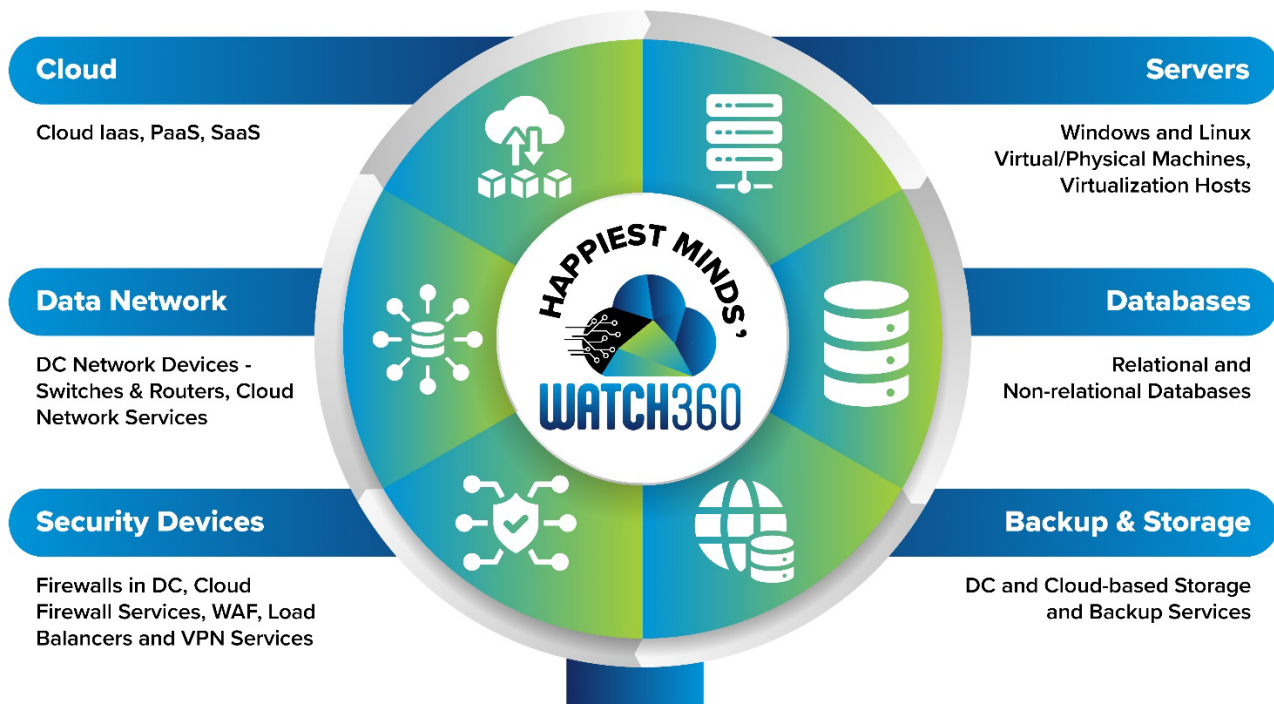 Cloud
Cloud Iaas, PaaS, SaaS
Data Network
DC Network Devices -
Switches & Routers, Cloud
Network Services
Security Devices
Firewalls in DC, Cloud
Firewall Services, WAF, Load
Balancers and VPN Services
HAPPIEST MINDS'
WATCH360
Servers
Windows and Linux
Virtual/Physical Machines,
Virtualization Hosts
Databases
Relational and
Non-relational Databases
Backup & Storage
DC and Cloud-based Storage
and Backup Services